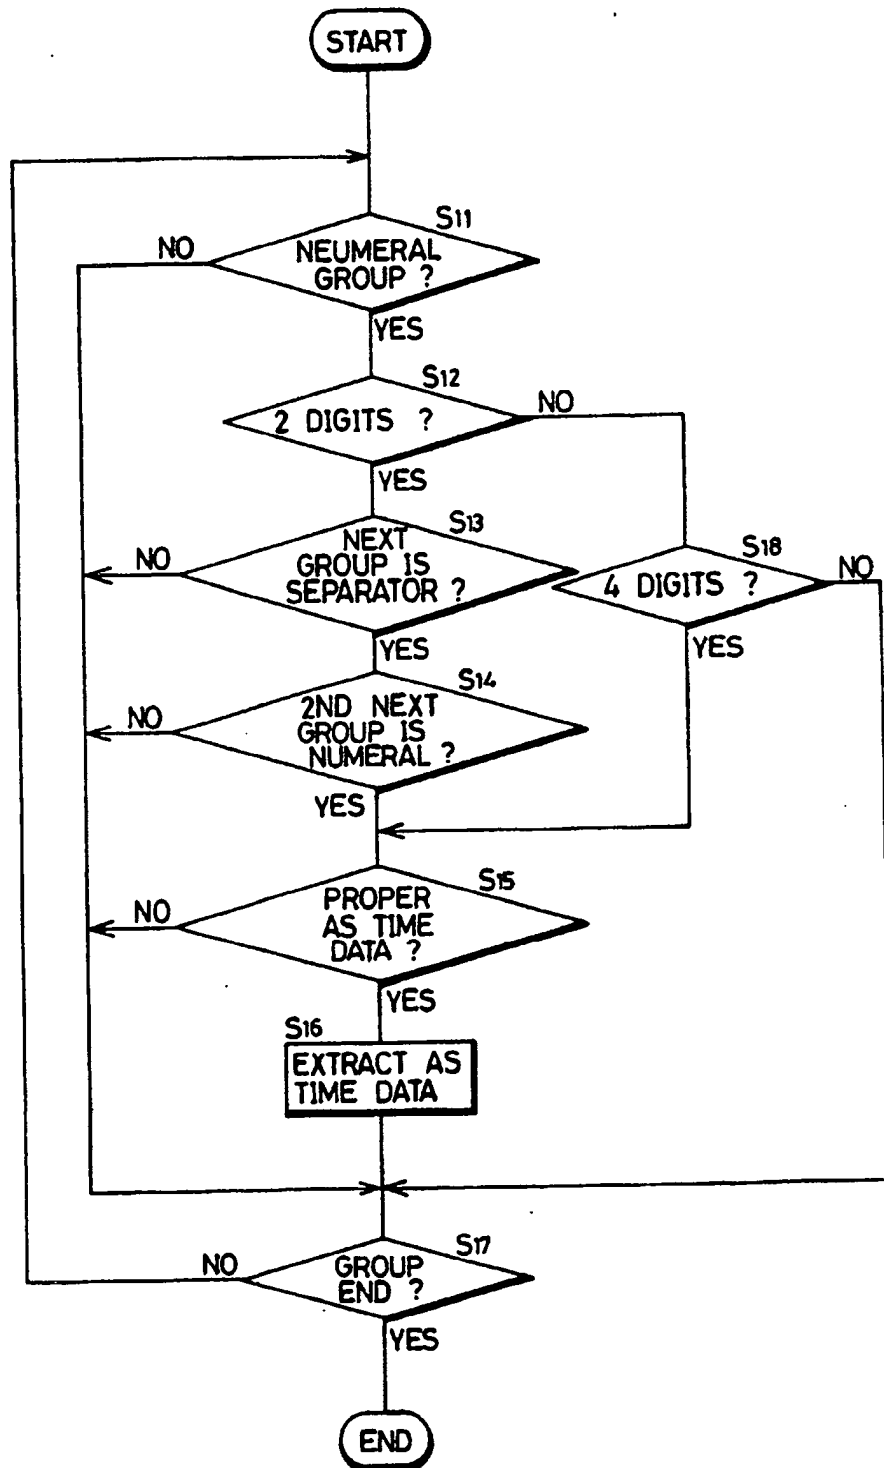 START
S11
NO
NEUMERAL
GROUP ?
YES
S12
NO
2 DIGITS ?
YES
S13
NO
NEXT
GROUP IS
SEPARATOR ?
YES
S18
NO
4 DIGITS ?
YES
S14
NO
2ND NEXT
GROUP IS
NUMERAL ?
YES
S15
NO
PROPER
AS TIME
DATA ?
YES
S16
EXTRACT AS
TIME DATA
S17
NO
GROUP
END ?
YES
END